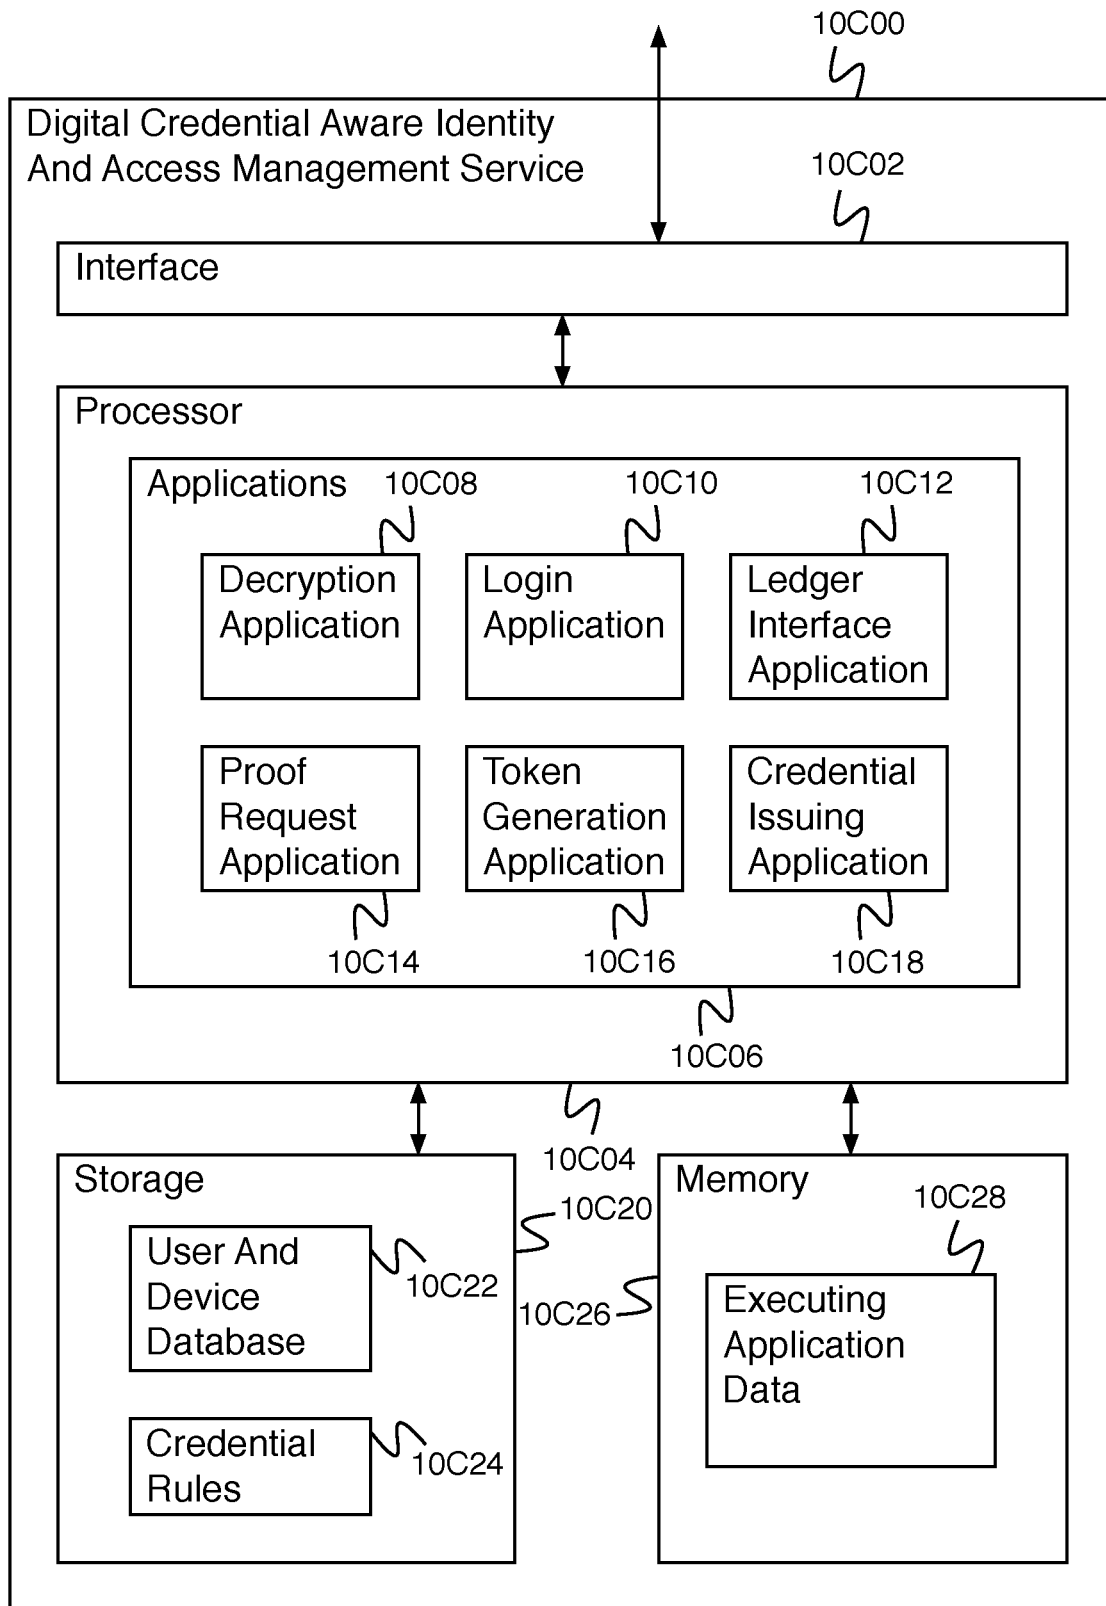 10C00
Digital Credential Aware Identity
And Access Management Service
10C02
Interface
Processor
Applications
10C08
10C10
10C12
Decryption
Application
Login
Application
Ledger
Interface
Application
Proof
Request
Application
Token
Generation
Application
Credential
Issuing
Application
10C14
10C16
10C18
10C06
10C04
Storage
10C20
User And
Device
Database
10C22
Credential
Rules
10C24
Memory
10C26
10C28
Executing
Application
Data